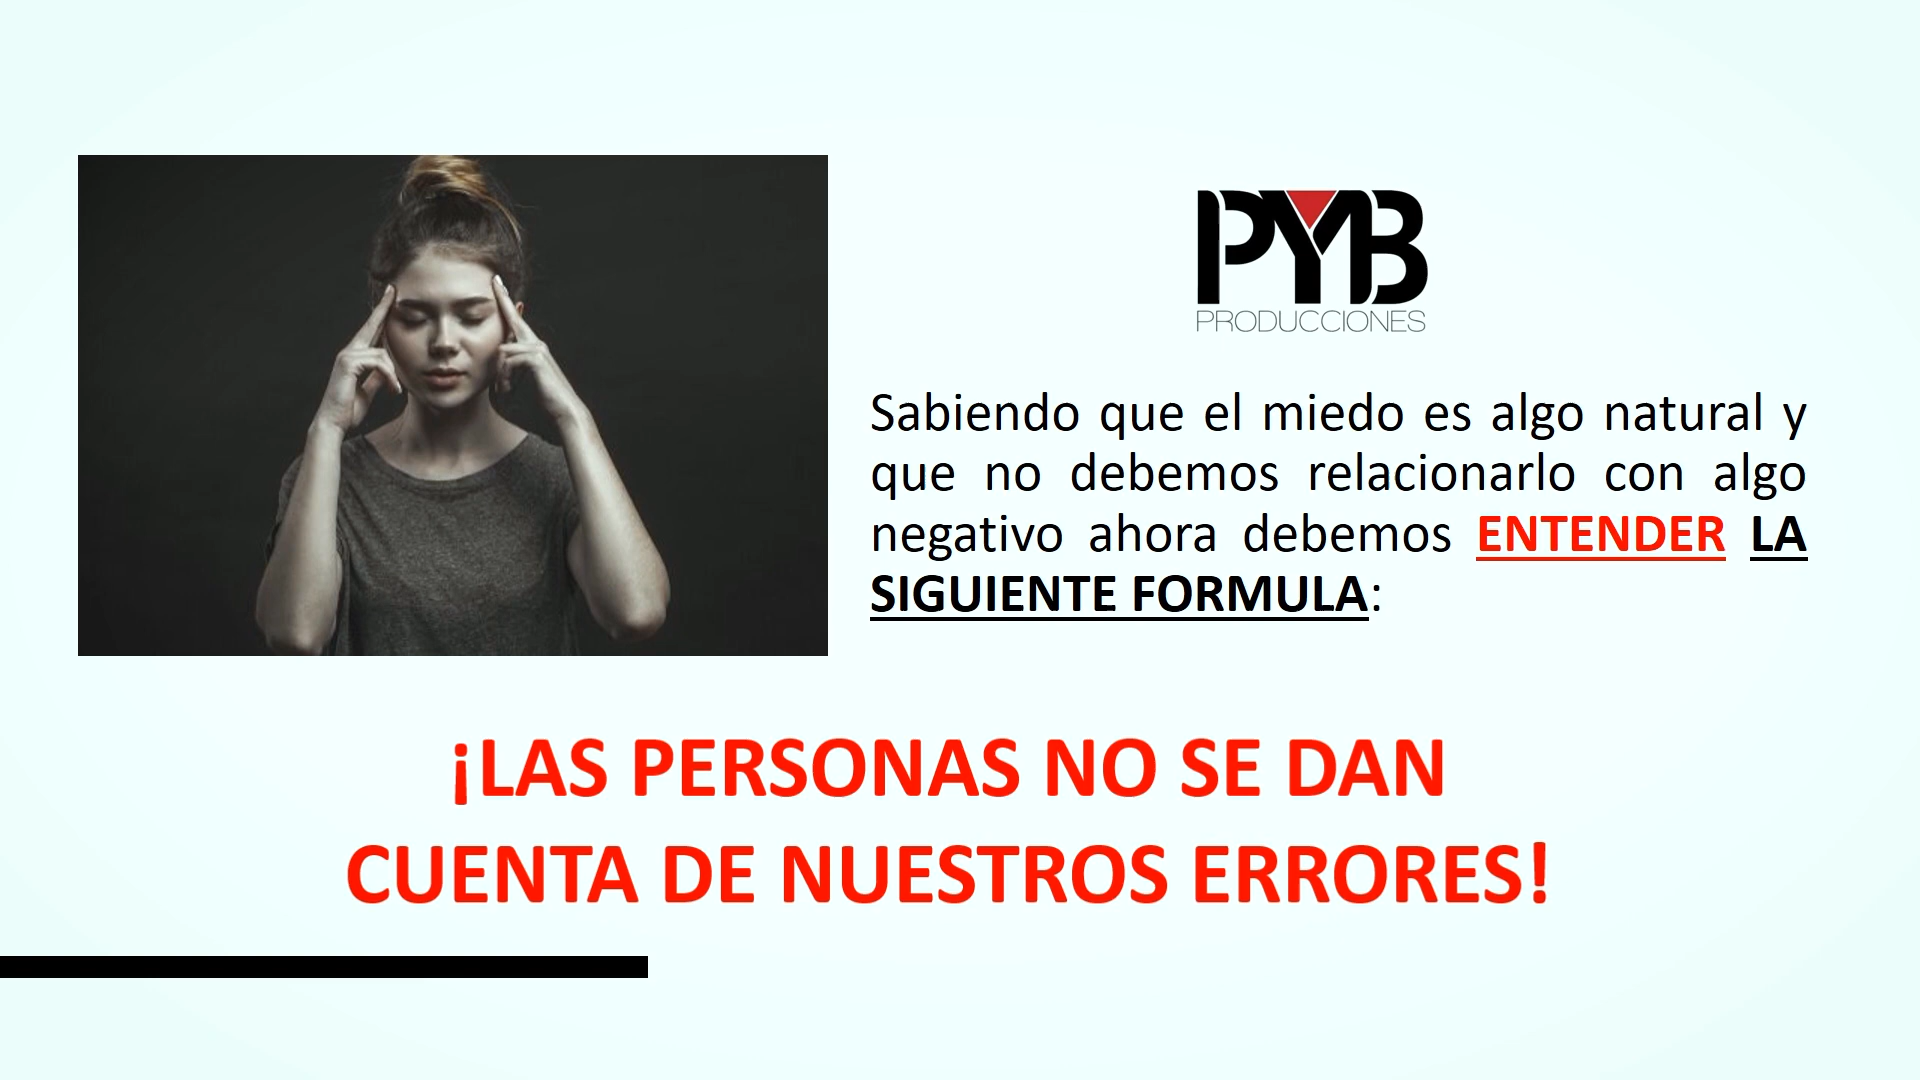 PYB
PRODUCCIONES
Sabiendo que el miedo es algo natural y
que no debemos relacionarlo con algo
negativo ahora debemos ENTENDER LA
SIGUIENTE FORMULA:
¡LAS PERSONAS NO SE DAN
CUENTA DE NUESTROS ERRORES!